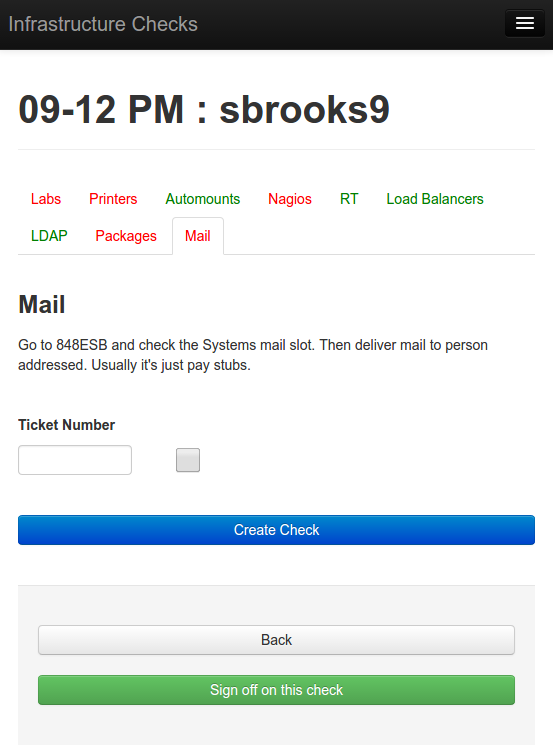 Infrastructure Checks
09-12 PM : sbrooks9
Labs Printers Automounts Nagios RT Load Balancers
LDAP Packages Mail
Mail
Go to 848ESB and check the Systems mail slot. Then deliver mail to person
addressed. Usually it's just pay stubs.
Ticket Number
Create Check
Back
Sign off on this check